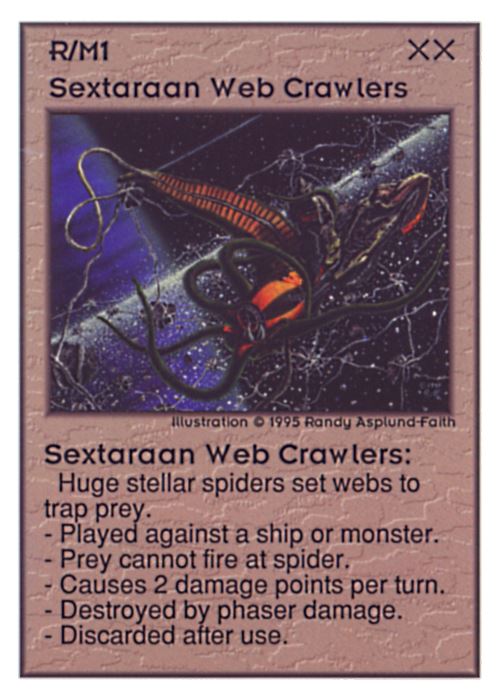 R/M1 XX
Sextaraan Web Crawlers
Illustration © 1995 Randy Asplund-Faith
Sextaraan Web Crawlers:
Huge stellar spiders set webs to
trap prey.
- Played against a ship or monster.
- Prey cannot fire at spider.
- Causes 2 damage points per turn.
- Destroyed by phaser damage.
- Discarded after use.